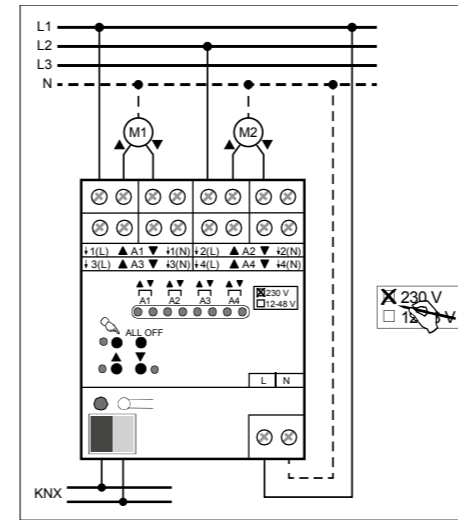 L1
L2
L3
N
M1 ▲ ▼ M2 ▲ ▼
↓1(L) ▲ A1 ▼ ↓1(N) ↓2(L) ▲ A2 ▼ ↓2(N)
↓3(L) ▲ A3 ▼ ↓3(N) ↓4(L) ▲ A4 ▼ ↓4(N)
▲▼ ▲▼ ▲▼ ▲▼
A1 A2 A3 A4
☒ 230 V
☐ 12-48 V
ALL OFF
▲ ▼
L N
KNX
☒ 230 V
☐ 12 V